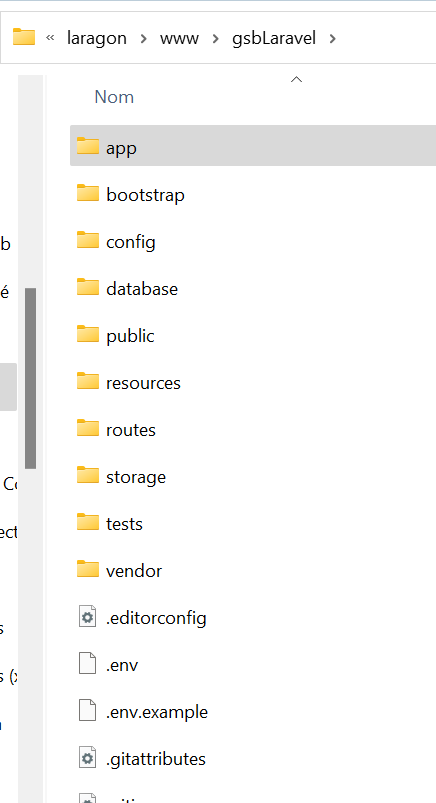 « laragon > www > gsbLaravel >
Nom
app
bootstrap
config
database
public
resources
routes
storage
tests
vendor
.editorconfig
.env
.env.example
.gitattributes